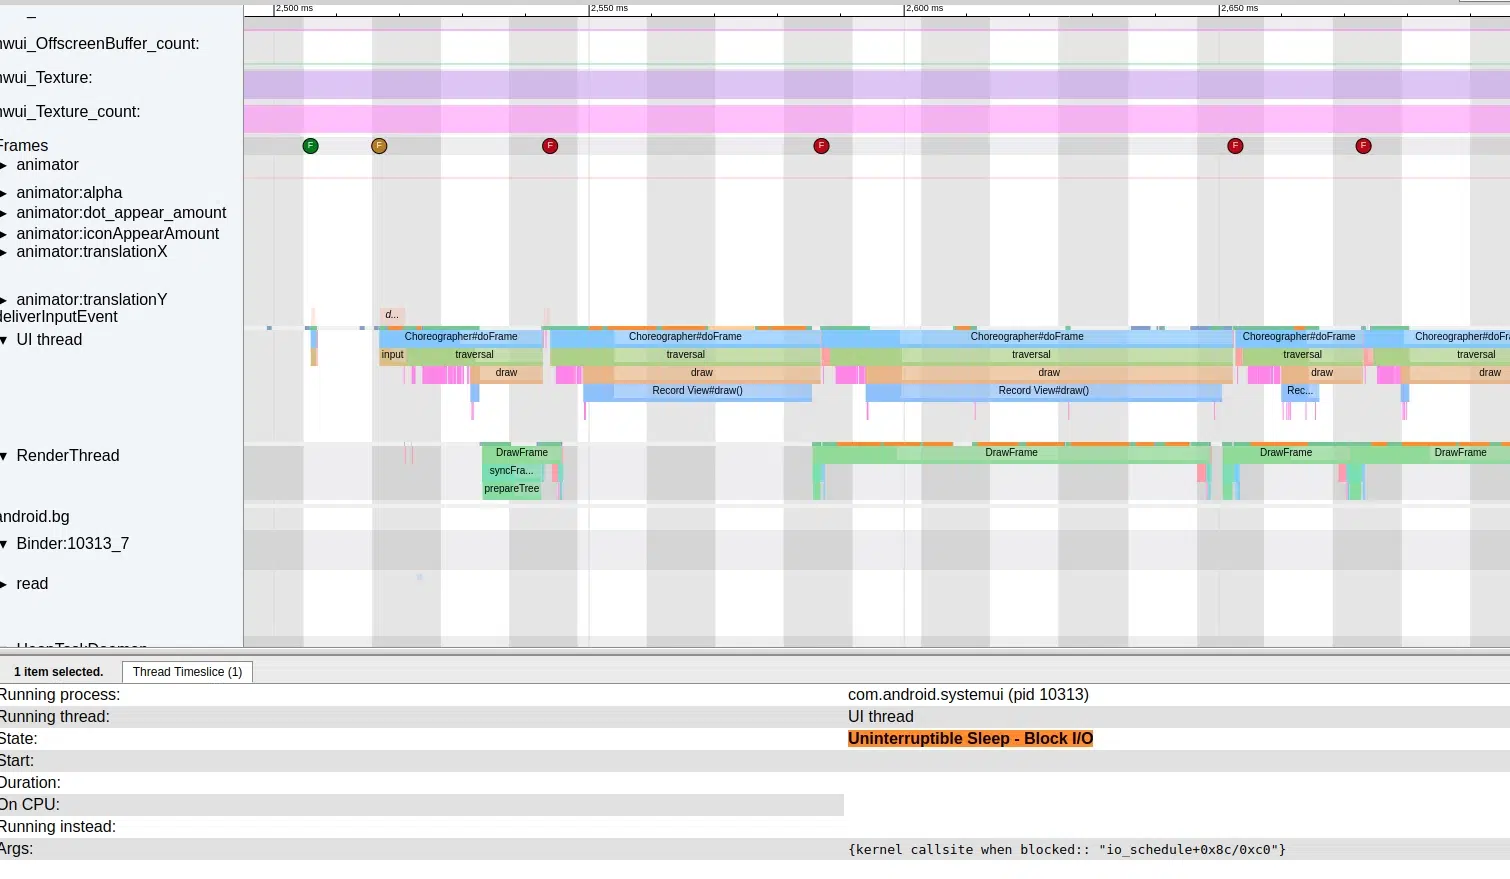 2,500 ms 2,550 ms 2,600 ms 2,650 ms
hwui_OffscreenBuffer_count:
hwui_Texture:
hwui_Texture_count:
Frames F F F F F F
animator
animator:alpha
animator:dot_appear_amount
animator:iconAppearAmount
animator:translationX
animator:translationY
d...
deliverInputEvent
UI thread
Choreographer#doFrame Choreographer#doFrame Choreographer#doFrame Choreographer#doFrame Choreographer#doFra
input traversal traversal traversal traversal traversal
draw draw draw draw draw
Record View#draw() Record View#draw() Rec...
RenderThread
DrawFrame DrawFrame DrawFrame DrawFrame
syncFra...
prepareTree
android.bg
Binder:10313_7
read
HeapTaskDaemon
1 item selected. Thread Timeslice (1)
Running process: com.android.systemui (pid 10313)
Running thread: UI thread
State: Uninterruptible Sleep - Block I/O
Start:
Duration:
On CPU:
Running instead:
Args: {kernel callsite when blocked:: "io_schedule+0x8c/0xc0"}